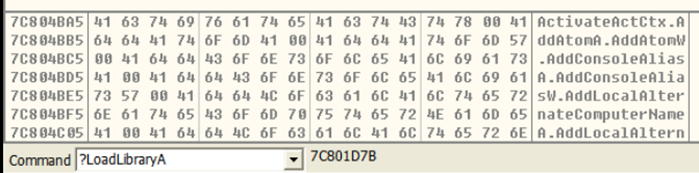 7C804BA5 41 63 74 69 76 61 74 65 41 63 74 43 74 78 00 41 ActivateActCtx.A
7C804BB5 64 64 41 74 6F 6D 41 00 41 64 64 41 74 6F 6D 57 ddAtomA.AddAtomW
7C804BC5 00 41 64 64 43 6F 6E 73 6F 6C 65 41 6C 69 61 73 .AddConsoleAlias
7C804BD5 41 00 41 64 64 43 6F 6E 73 6F 6C 65 41 6C 69 61 A.AddConsoleAlia
7C804BE5 73 57 00 41 64 64 4C 6F 63 61 6C 41 6C 74 65 72 sW.AddLocalAlter
7C804BF5 6E 61 74 65 43 6F 6D 70 75 74 65 72 4E 61 6D 65 nateComputerName
7C804C05 41 00 41 64 64 4C 6F 63 61 6C 41 6C 74 65 72 6E A.AddLocalAltern
Command ?LoadLibraryA 7C801D7B